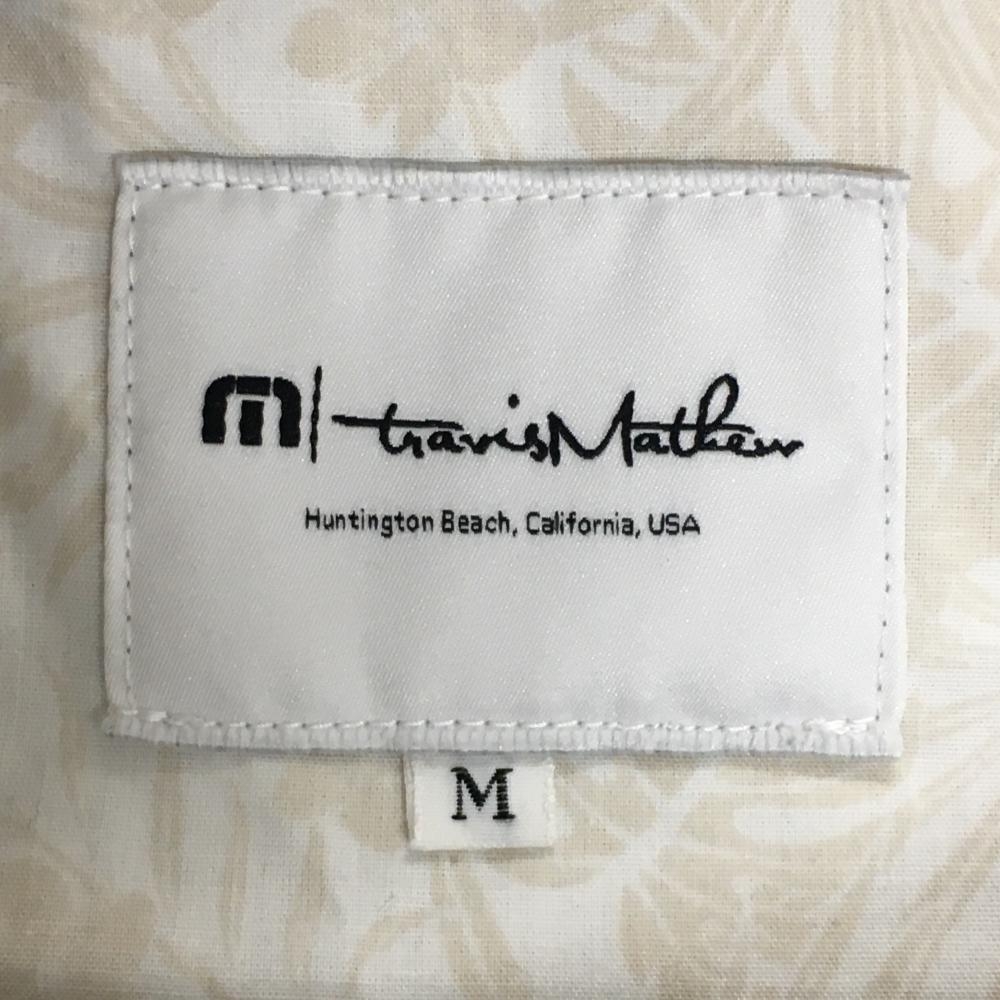 travisMathew
Huntington Beach, California, USA
M